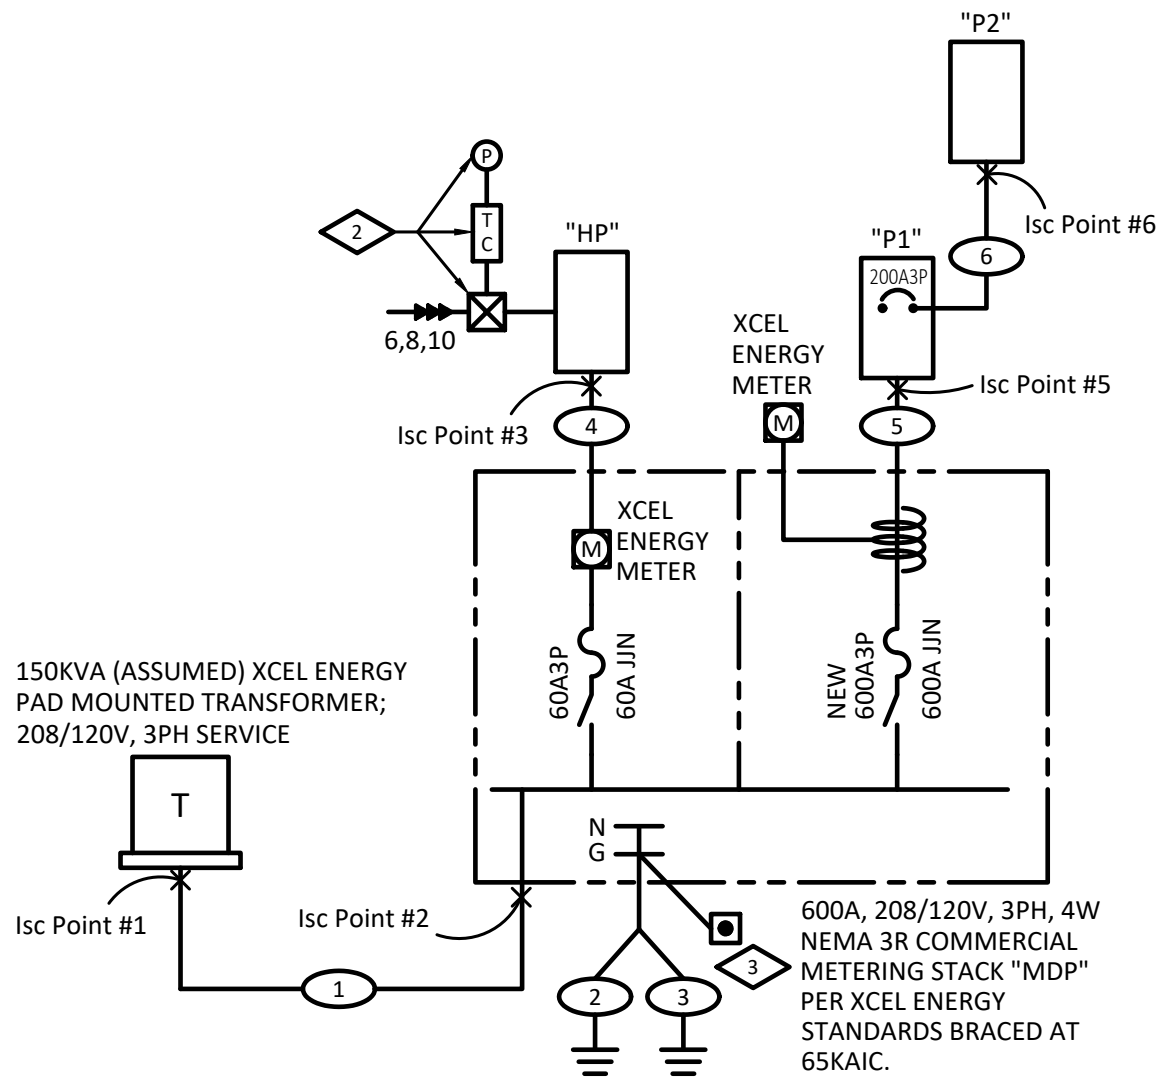 "P2"
P
T
C
2
"HP"
Isc Point #6
"P1"
6
200A3P
6,8,10
XCEL
ENERGY
METER
Isc Point #5
Isc Point #3
4
M
5
XCEL
ENERGY
METER
M
60A3P
60A JJN
NEW
600A3P
600A JJN
150KVA (ASSUMED) XCEL ENERGY
PAD MOUNTED TRANSFORMER;
208/120V, 3PH SERVICE
T
N
G
Isc Point #1
Isc Point #2
1
2
3
3
600A, 208/120V, 3PH, 4W
NEMA 3R COMMERCIAL
METERING STACK "MDP"
PER XCEL ENERGY
STANDARDS BRACED AT
65KAIC.